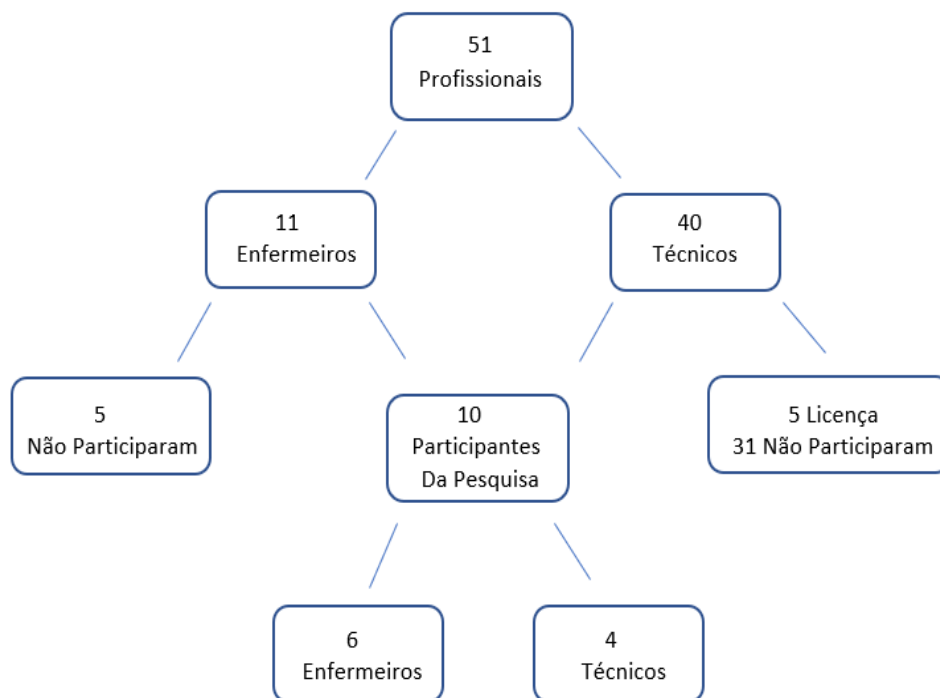 51
Profissionais
11
Enfermeiros
40
Técnicos
5
Não Participaram
10
Participantes
Da Pesquisa
5 Licença
31 Não Participaram
6
Enfermeiros
4
Técnicos